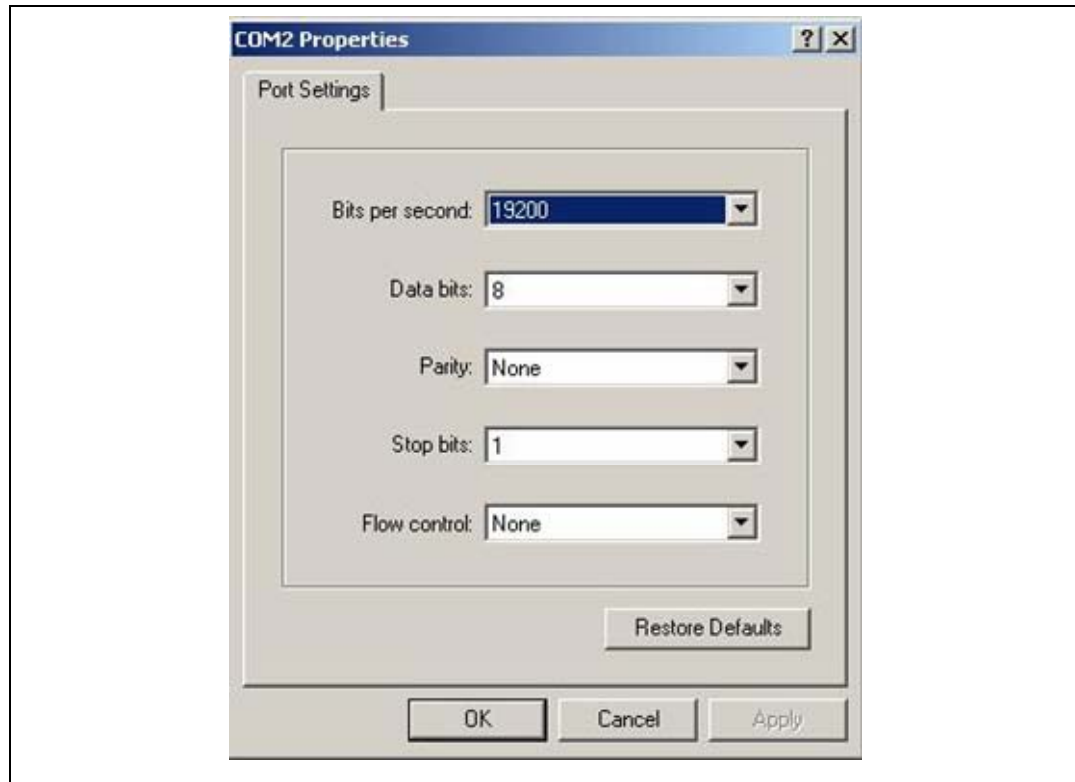 COM2 Properties
Port Settings
Bits per second: 19200
Data bits: 8
Parity: None
Stop bits: 1
Flow control: None
Restore Defaults
OK Cancel Apply